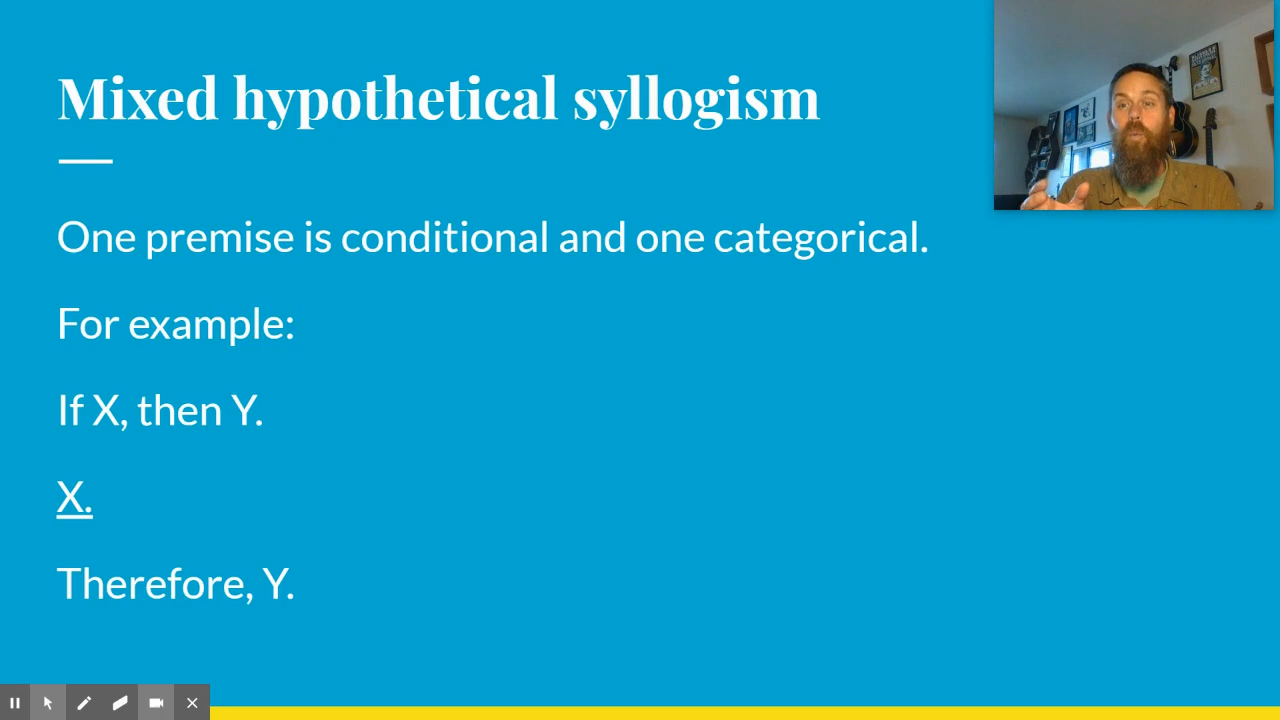 Mixed hypothetical syllogism
One premise is conditional and one categorical.
For example:
If X, then Y.
X.
Therefore, Y.